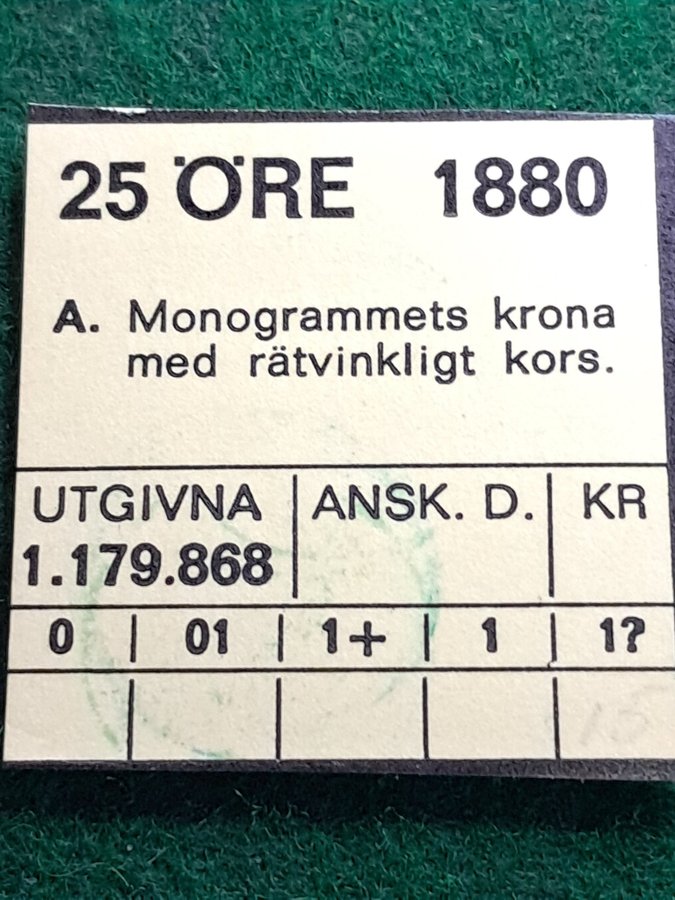 25 ÖRE 1880
A. Monogrammets krona
med rätvinkligt kors.
UTGIVNA ANSK. D. KR
1.179.868
0 01 1+ 1 1?
15